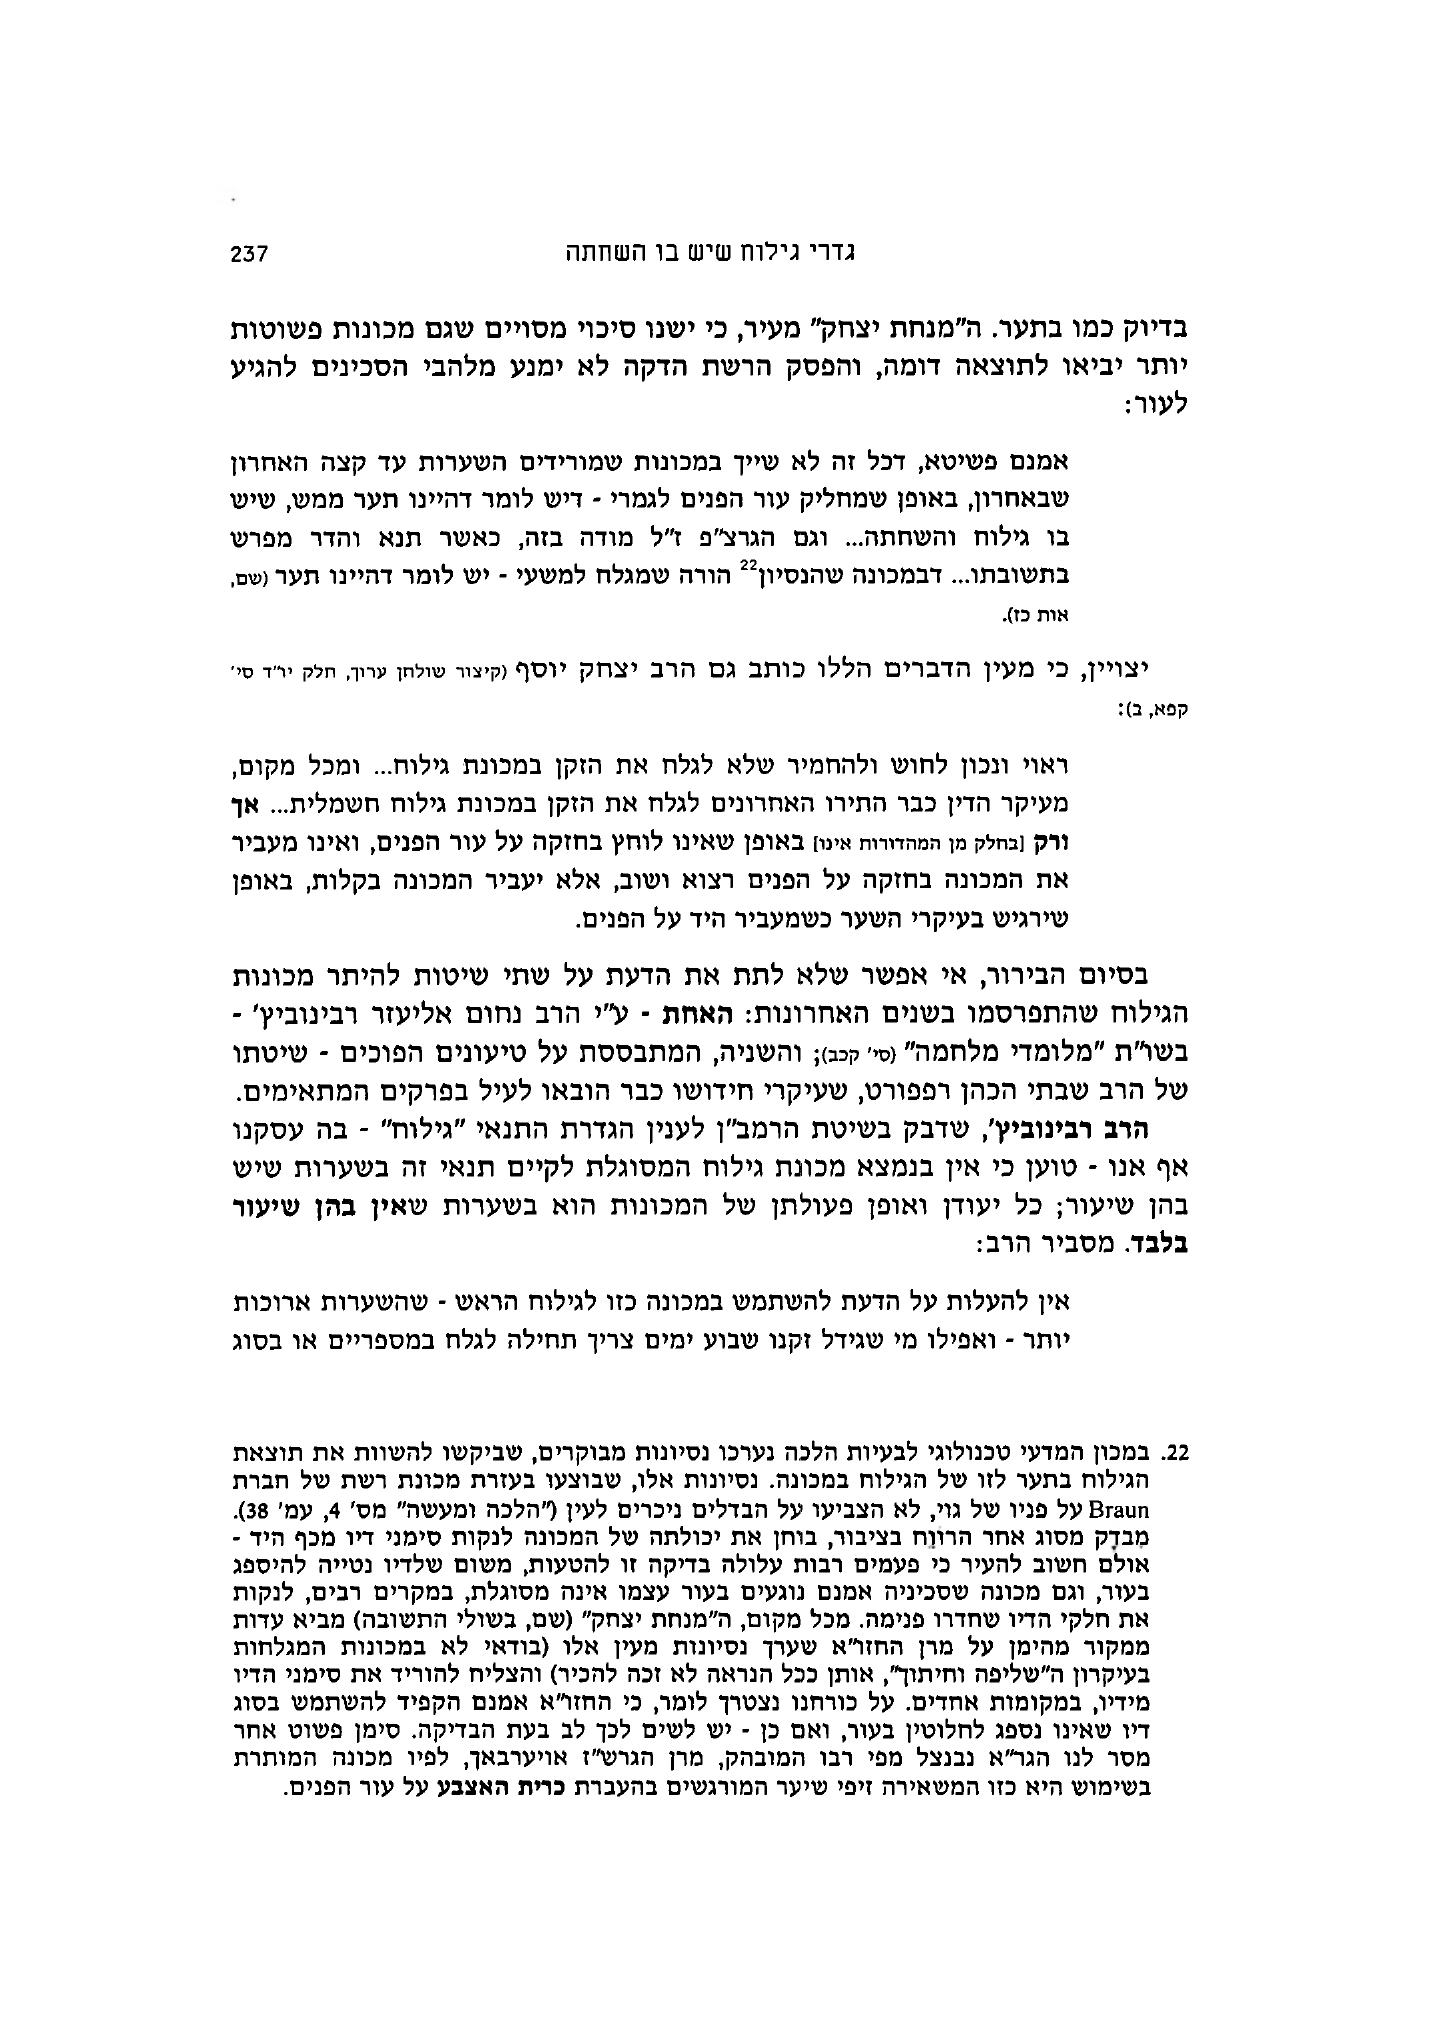 גדרי גילוח שיש בו השחתה 237
בדיוק כמו בתער. ה"מנחת יצחק" מעיר, כי ישנו סיכוי מסויים שגם מכונות פשוטות
יותר יביאו לתוצאה דומה, והפסק הרשת הדקה לא ימנע מלהבי הסכינים להגיע
לעור:
אמנם פשיטא, דכל זה לא שייך במכונות שמורידים השערות עד קצה האחרון
שבאחרון, באופן שמחליק עור הפנים לגמרי - דיש לומר דהיינו תער ממש, שיש
בו גילוח והשחתה... וגם הגרצ"פ ז"ל מודה בזה, כאשר תנא והדר מפרש
בתשובתו... דבמכונה שהנסיון22 הורה שמגלח למשעי - יש לומר דהיינו תער (שם,
אות כז).
יצויין, כי מעין הדברים הללו כותב גם הרב יצחק יוסף (קיצור שולחן ערוך, חלק יו"ד סי'
קפא, ב):
ראוי ונכון לחוש ולהחמיר שלא לגלח את הזקן במכונת גילוח... ומכל מקום,
מעיקר הדין כבר התירו האחרונים לגלח את הזקן במכונת גילוח חשמלית... אך
ורק [בחלק מן המהדורות אינו] באופן שאינו לוחץ בחזקה על עור הפנים, ואינו מעביר
את המכונה בחזקה על הפנים רצוא ושוב, אלא יעביר המכונה בקלות, באופן
שירגיש בעיקרי השער כשמעביר היד על הפנים.
בסיום הבירור, אי אפשר שלא לתת את הדעת על שתי שיטות להיתר מכונות
הגילוח שהתפרסמו בשנים האחרונות: האחת - ע"י הרב נחום אליעזר רבינוביץ' -
בשו"ת "מלומדי מלחמה" (סי' קכב); והשניה, המתבססת על טיעונים הפוכים - שיטתו
של הרב שבתי הכהן רפפורט, שעיקרי חידושו כבר הובאו לעיל בפרקים המתאימים.
הרב רבינוביץ', שדבק בשיטת הרמב"ן לענין הגדרת התנאי "גילוח" - בה עסקנו
אף אנו - טוען כי אין בנמצא מכונת גילוח המסוגלת לקיים תנאי זה בשערות שיש
בהן שיעור; כל יעודן ואופן פעולתן של המכונות הוא בשערות שאין בהן שיעור
בלבד. מסביר הרב:
אין להעלות על הדעת להשתמש במכונה כזו לגילוח הראש - שהשערות ארוכות
יותר - ואפילו מי שגידל זקנו שבוע ימים צריך תחילה לגלח במספריים או בסוג
22. במכון המדעי טכנולוגי לבעיות הלכה נערכו נסיונות מבוקרים, שביקשו להשוות את תוצאת
הגילוח בתער לזו של הגילוח במכונה. נסיונות אלו, שבוצעו בעזרת מכונת רשת של חברת
Braun על פניו של גוי, לא הצביעו על הבדלים ניכרים לעין ("הלכה ומעשה" מס' 4, עמ' 38).
מבדק מסוג אחר הרווח בציבור, בוחן את יכולתה של המכונה לנקות סימני דיו מכף היד -
אולם חשוב להעיר כי פעמים רבות עלולה בדיקה זו להטעות, משום שלדיו נטייה להיספג
בעור, וגם מכונה שסכיניה אמנם נוגעים בעור עצמו אינה מסוגלת, במקרים רבים, לנקות
את חלקי הדיו שחדרו פנימה. מכל מקום, ה"מנחת יצחק" (שם, בשולי התשובה) מביא עדות
ממקור מהימן על מרן החזו"א שערך נסיונות מעין אלו (בודאי לא במכונות המגלחות
בעיקרון ה"שליפה וחיתוך", אותן ככל הנראה לא זכה להכיר) והצליח להוריד את סימני הדיו
מידיו, במקומות אחדים. על כורחנו נצטרך לומר, כי החזו"א אמנם הקפיד להשתמש בסוג
דיו שאינו נספג לחלוטין בעור, ואם כן - יש לשים לכך לב בעת הבדיקה. סימן פשוט אחר
מסר לנו הגר"א נבנצל מפי רבו המובהק, מרן הגרש"ז אויערבאך, לפיו מכונה המותרת
בשימוש היא כזו המשאירה זיפי שיער המורגשים בהעברת כרית האצבע על עור הפנים.